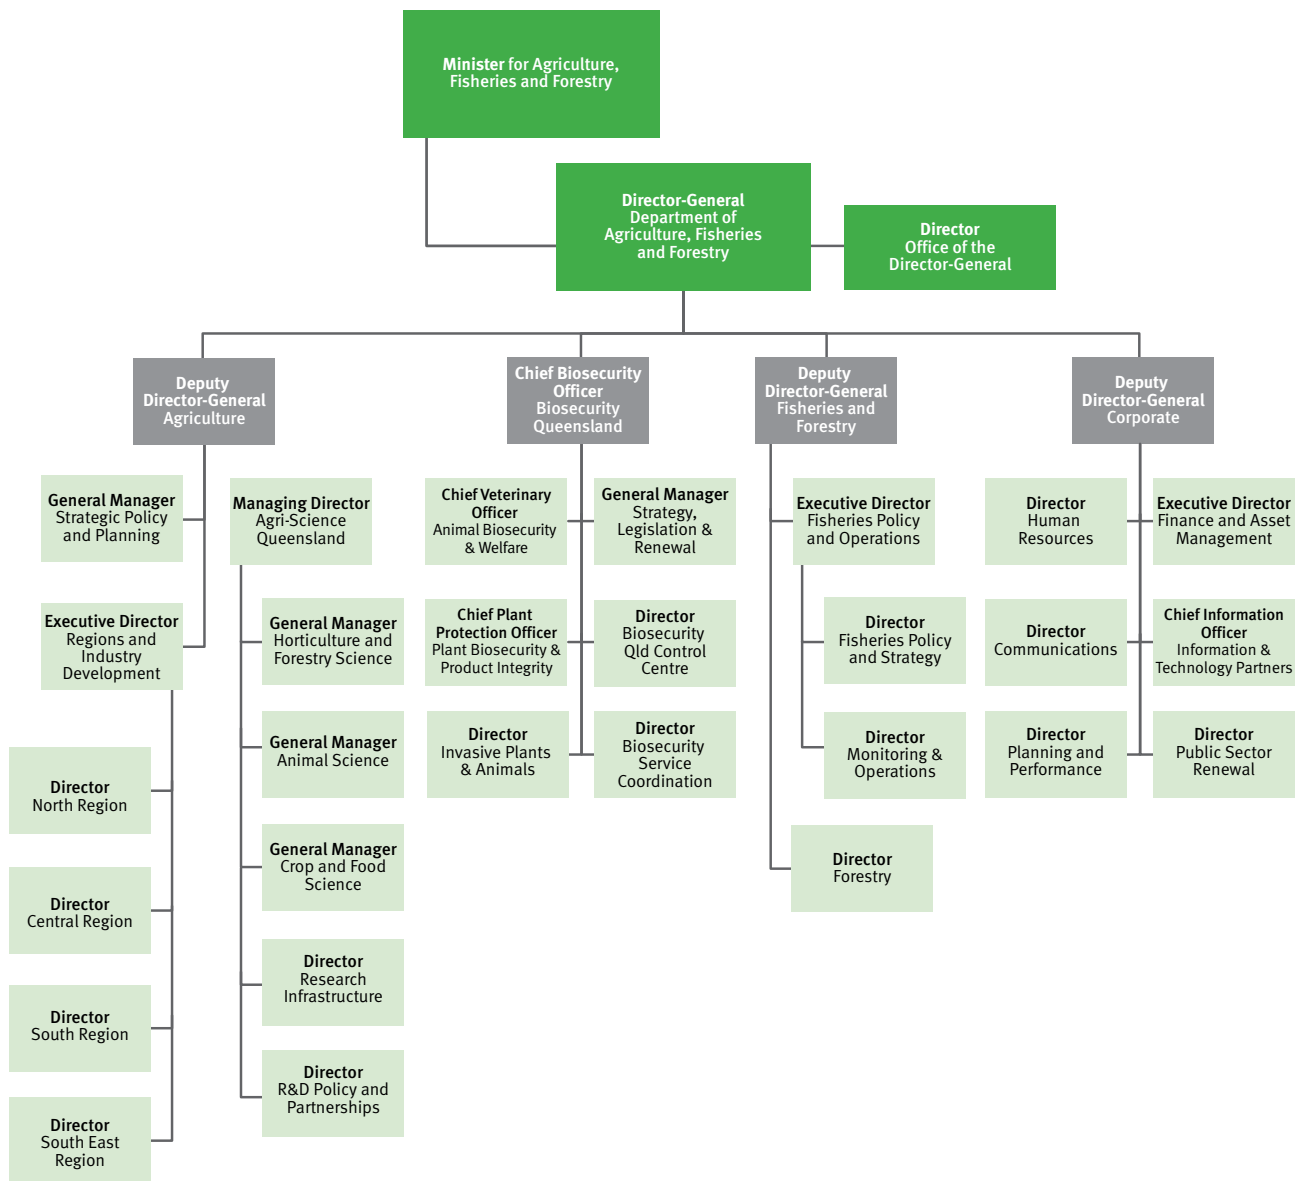 Minister for Agriculture,
Fisheries and Forestry
Director-General
Department of
Agriculture, Fisheries
and Forestry
Director
Office of the
Director-General
Deputy
Director-General
Agriculture
Chief Biosecurity
Officer
Biosecurity
Queensland
Deputy
Director-General
Fisheries and
Forestry
Deputy
Director-General
Corporate
General Manager
Strategic Policy
and Planning
Executive Director
Regions and
Industry
Development
Director
North Region
Director
Central Region
Director
South Region
Director
South East
Region
Managing Director
Agri-Science
Queensland
General Manager
Horticulture and
Forestry Science
General Manager
Animal Science
General Manager
Crop and Food
Science
Director
Research
Infrastructure
Director
R&D Policy and
Partnerships
Chief Veterinary
Officer
Animal Biosecurity
& Welfare
General Manager
Strategy,
Legislation &
Renewal
Chief Plant
Protection Officer
Plant Biosecurity &
Product Integrity
Director
Biosecurity
Qld Control
Centre
Director
Invasive Plants
& Animals
Director
Biosecurity
Service
Coordination
Executive Director
Fisheries Policy
and Operations
Director
Fisheries Policy
and Strategy
Director
Monitoring &
Operations
Director
Forestry
Director
Human
Resources
Executive Director
Finance and Asset
Management
Director
Communications
Chief Information
Officer
Information &
Technology Partners
Director
Planning and
Performance
Director
Public Sector
Renewal